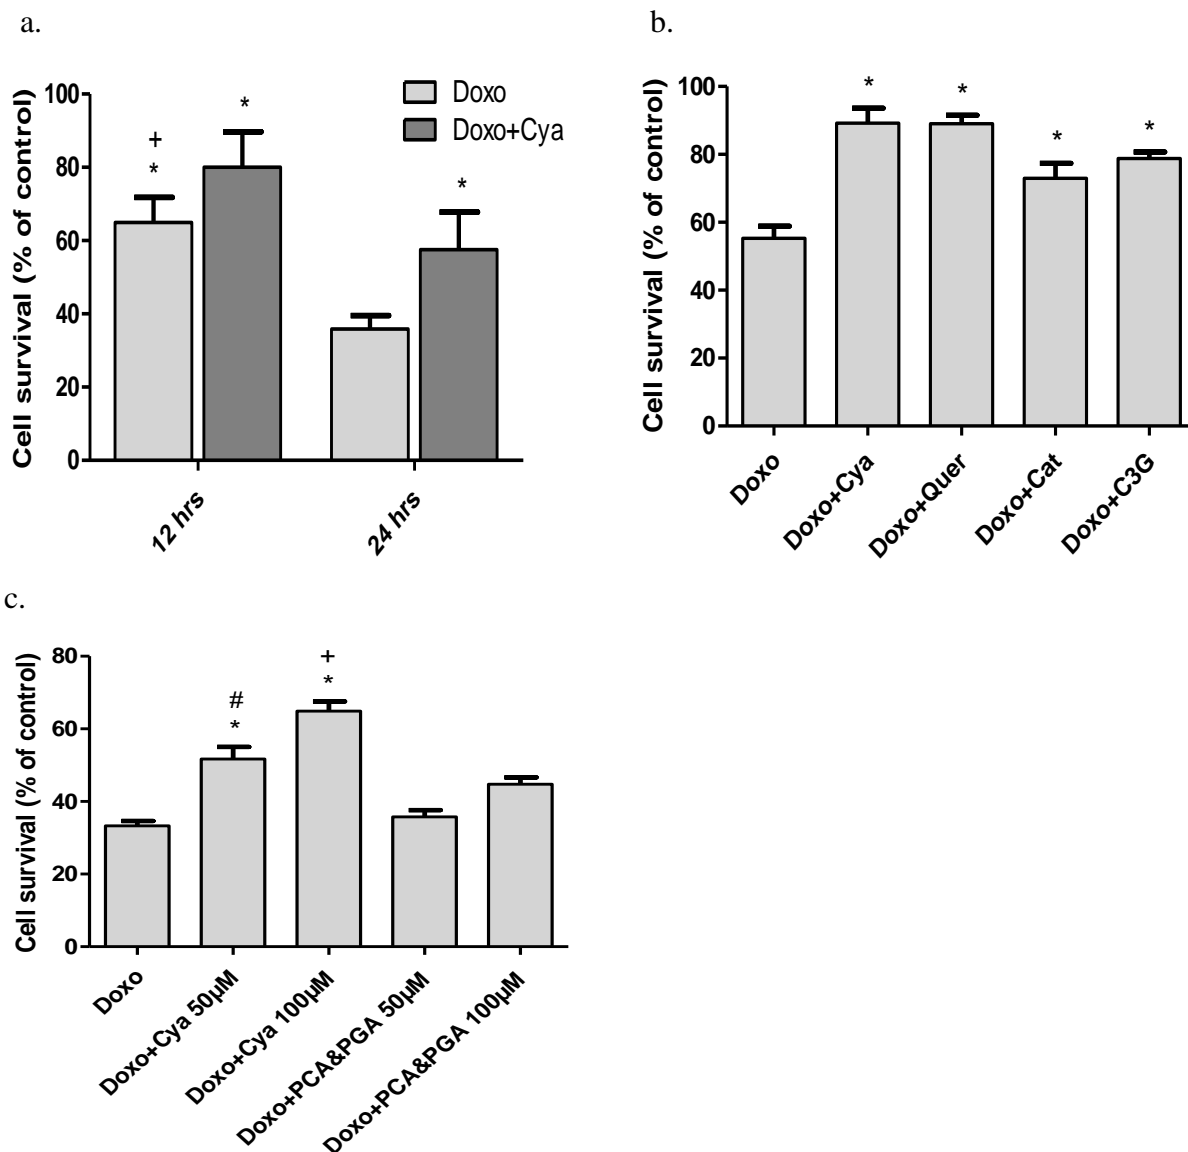 a.
Cell survival (% of control)
100
80
60
40
20
0
+
*
*
*
Doxo
Doxo+Cya
12 hrs
24 hrs
b.
Cell survival (% of control)
100
80
60
40
20
0
*
*
*
*
Doxo
Doxo+Cya
Doxo+Quer
Doxo+Cat
Doxo+C3G
c.
Cell survival (% of control)
80
60
40
20
0
#
*
+
*
Doxo
Doxo+Cya 50µM
Doxo+Cya 100µM
Doxo+PCA&PGA 50µM
Doxo+PCA&PGA 100µM